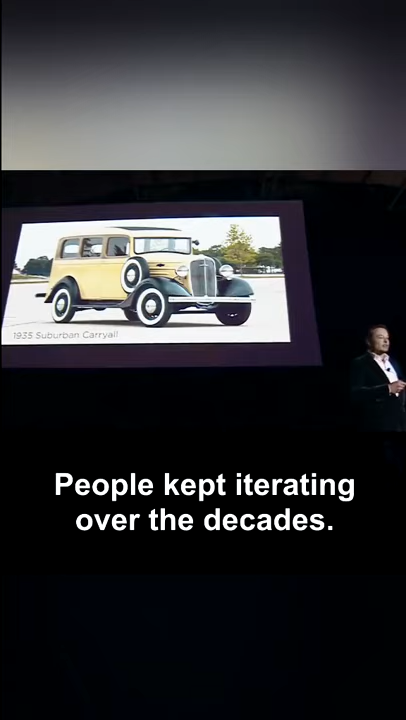 1935 Suburban Carryall
People kept iterating
over the decades.